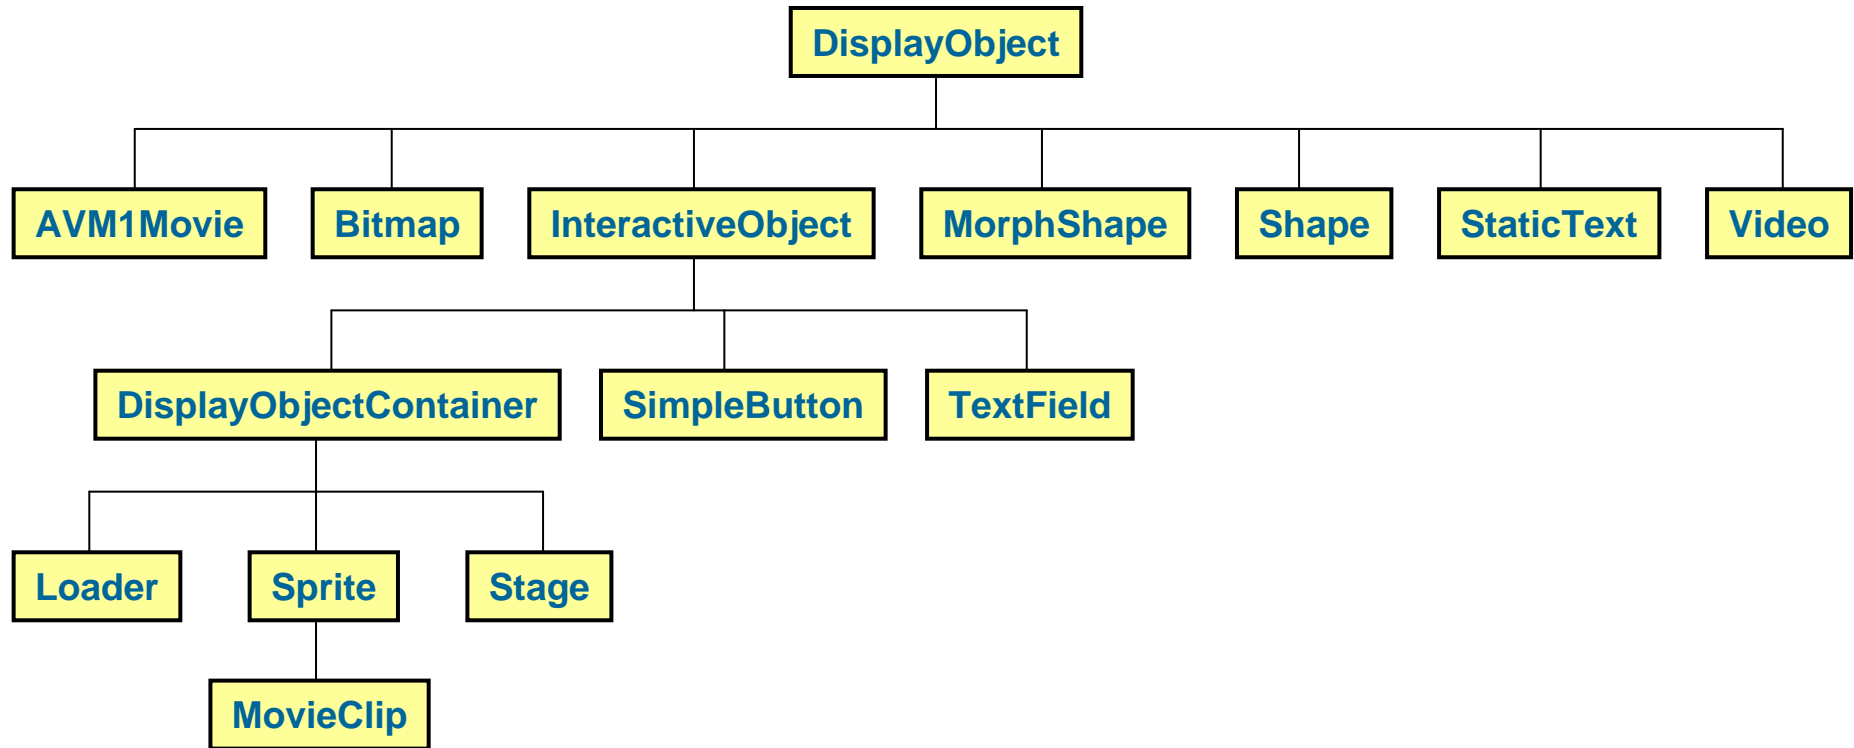 DisplayObject
AVM1Movie
Bitmap
InteractiveObject
MorphShape
Shape
StaticText
Video
DisplayObjectContainer
SimpleButton
TextField
Loader
Sprite
Stage
MovieClip